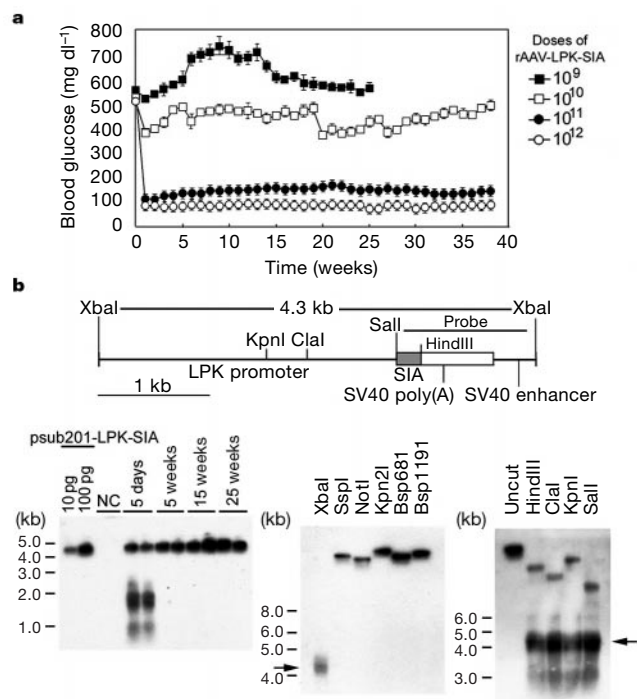 a
Blood glucose (mg dl⁻¹)
800
700
600
500
400
300
200
100
0
0 5 10 15 20 25 30 35 40
Time (weeks)
Doses of
rAAV-LPK-SIA
10⁹
10¹⁰
10¹¹
10¹²
b
XbaI 4.3 kb XbaI
SalI Probe
KpnI ClaI HindIII
LPK promoter SIA
1 kb SV40 poly(A) SV40 enhancer
psub201-LPK-SIA
10 pg
100 pg
NC
5 days
5 weeks
15 weeks
25 weeks
(kb)
5.0
4.0
3.0
2.0
1.0
XbaI
SspI
NotI
Kpn2I
Bsp681
Bsp1191
(kb)
8.0
6.0
5.0
4.0
Uncut
HindIII
ClaI
KpnI
SalI
(kb)
6.0
5.0
4.0
3.0